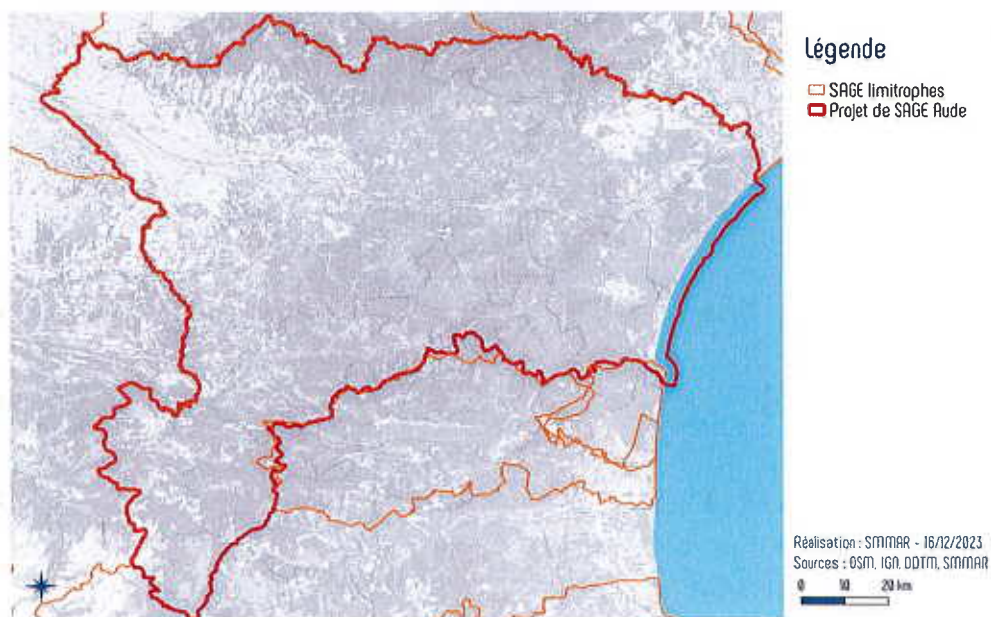 Légende
SAGE limitrophes
Projet de SAGE Aude
Réalisation : SMMAR - 16/12/2023
Sources : OSM, IGN, DDTM, SMMAR
0 10 20 km